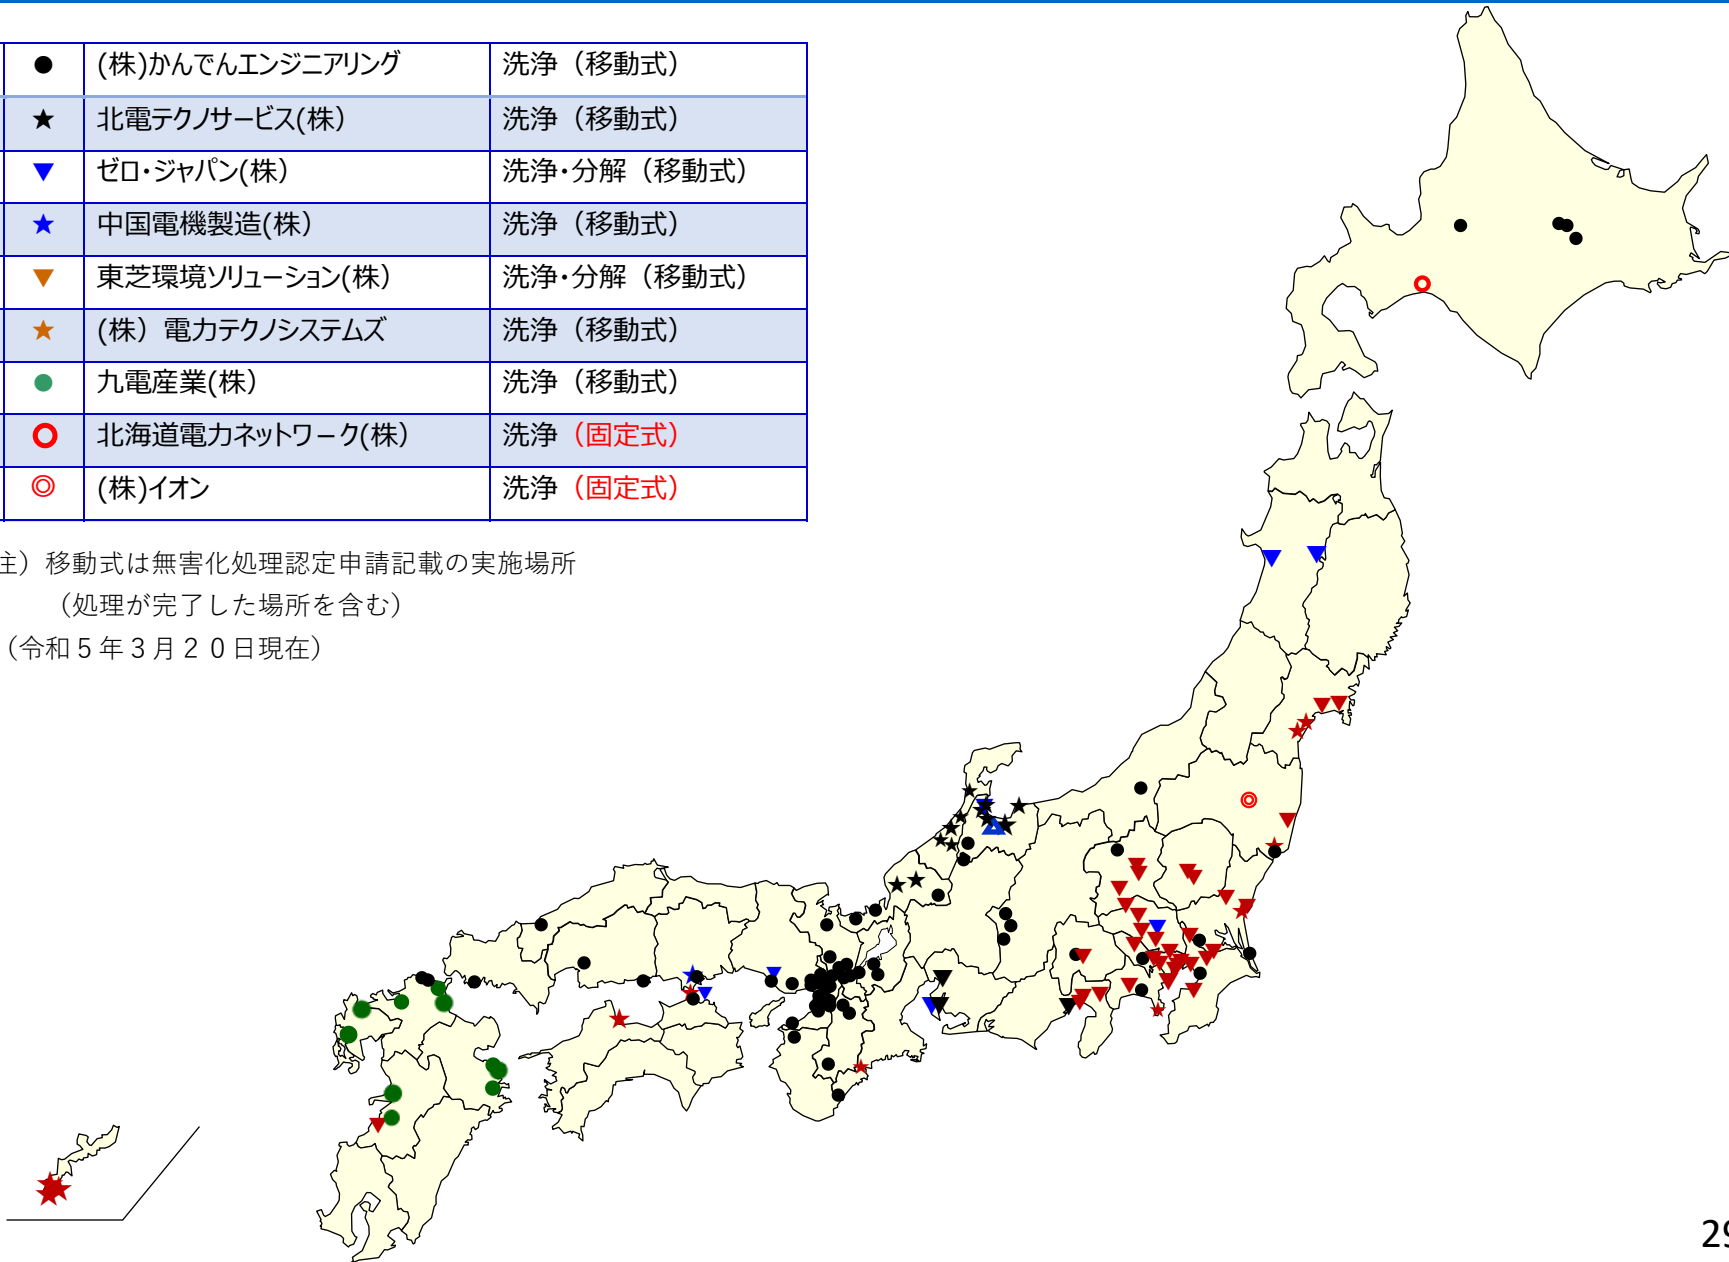 ● (株)かんでんエンジニアリング 洗浄（移動式）
★ 北電テクノサービス(株) 洗浄（移動式）
▼ ゼロ・ジャパン(株) 洗浄・分解（移動式）
★ 中国電機製造(株) 洗浄（移動式）
▼ 東芝環境ソリューション(株) 洗浄・分解（移動式）
★ (株）電力テクノシステムズ 洗浄（移動式）
● 九電産業(株) 洗浄（移動式）
○ 北海道電力ネットワーク(株) 洗浄（固定式）
◎ (株)イオン 洗浄（固定式）
注）移動式は無害化処理認定申請記載の実施場所
（処理が完了した場所を含む）
（令和５年３月２０日現在）
29